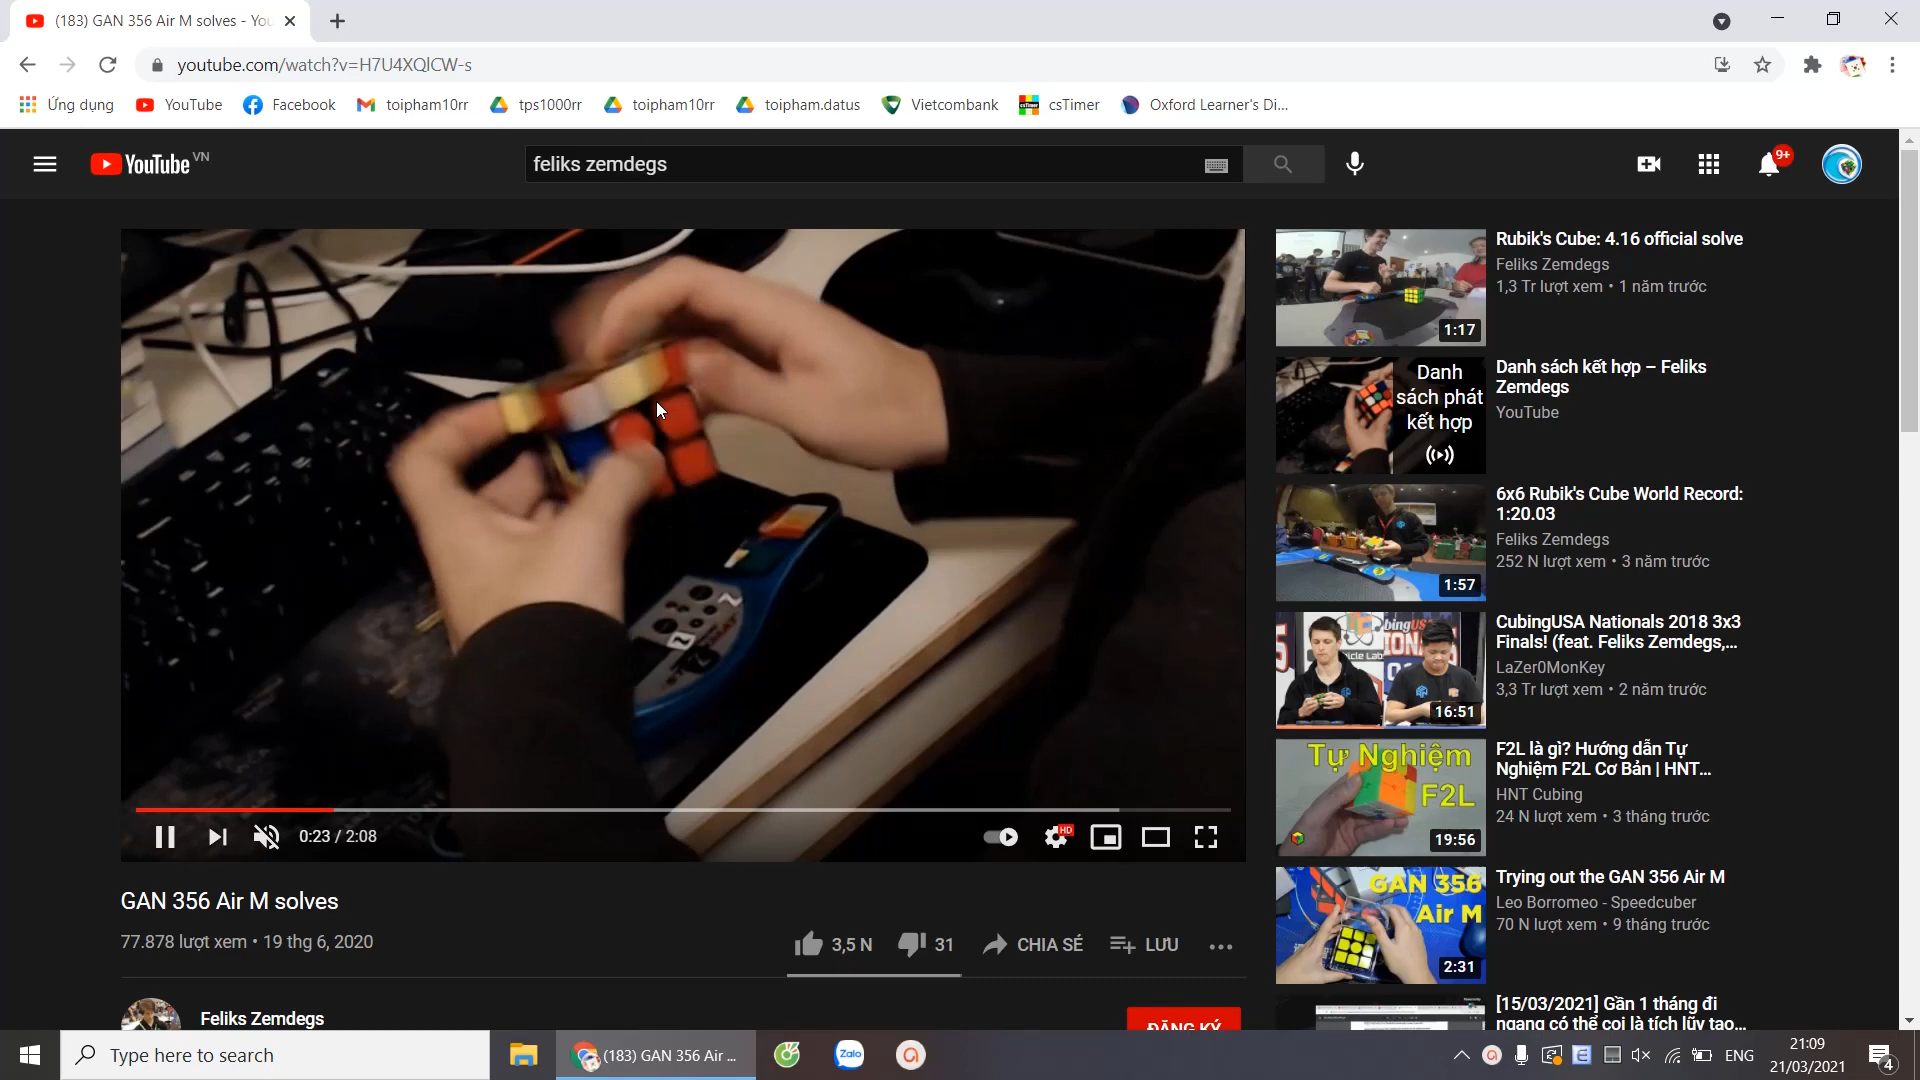 (183) GAN 356 Air M solves - You
youtube.com/watch?v=H7U4XQlCW-s
Ứng dụng YouTube Facebook toipham10rr tps1000rr toipham10rr toipham.datus Vietcombank csTimer Oxford Learner's Di...
YouTube VN
feliks zemdegs
9+
0:23 / 2:08
HD
GAN 356 Air M solves
77.878 lượt xem • 19 thg 6, 2020
3,5 N 31 CHIA SẺ LƯU
Feliks Zemdegs
ĐĂNG KÝ
Rubik's Cube: 4.16 official solve
Feliks Zemdegs
1,3 Tr lượt xem • 1 năm trước
1:17
Danh sách phát kết hợp
Danh sách kết hợp – Feliks
Zemdegs
YouTube
6x6 Rubik's Cube World Record:
1:20.03
Feliks Zemdegs
252 N lượt xem • 3 năm trước
1:57
CubingUSA Nationals 2018 3x3
Finals! (feat. Feliks Zemdegs,...
LaZer0MonKey
3,3 Tr lượt xem • 2 năm trước
16:51
Tự Nghiệm
F2L
F2L là gì? Hướng dẫn Tự
Nghiệm F2L Cơ Bản | HNT...
HNT Cubing
24 N lượt xem • 3 tháng trước
19:56
GAN 356
Air M
Trying out the GAN 356 Air M
Leo Borromeo - Speedcuber
70 N lượt xem • 9 tháng trước
2:31
[15/03/2021] Gần 1 tháng đi
ngang có thể coi là tích lũy tạo...
Type here to search
(183) GAN 356 Air ...
Zalo
ENG
21:09
21/03/2021
4